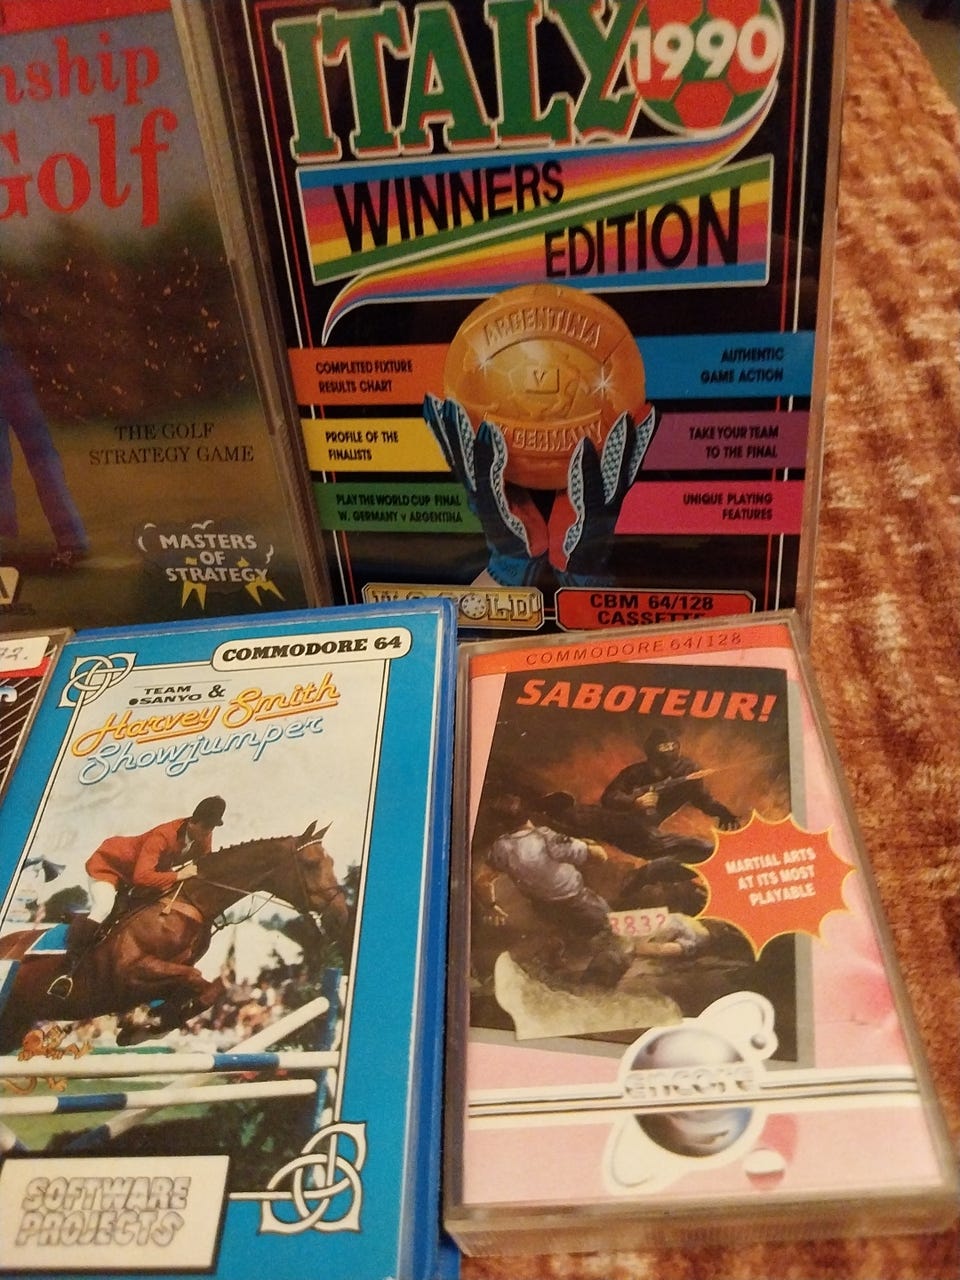 nship
Golf
THE GOLF
STRATEGY GAME
MASTERS
OF
STRATEGY
ITALY
1990
WINNERS
EDITION
ARGENTINA
V
GERMANY
COMPLETED FIXTURE
RESULTS CHART
PROFILE OF THE
FINALISTS
PLAY THE WORLD CUP FINAL
W. GERMANY v ARGENTINA
AUTHENTIC
GAME ACTION
TAKE YOUR TEAM
TO THE FINAL
UNIQUE PLAYING
FEATURES
U.S. GOLD!
CBM 64/128
CASSETTE
COMMODORE 64
TEAM
SANYO &
Harvey Smith
Showjumper
SOFTWARE
PROJECTS
COMMODORE 64/128
SABOTEUR!
MARTIAL ARTS
AT ITS MOST
PLAYABLE
3832
encore